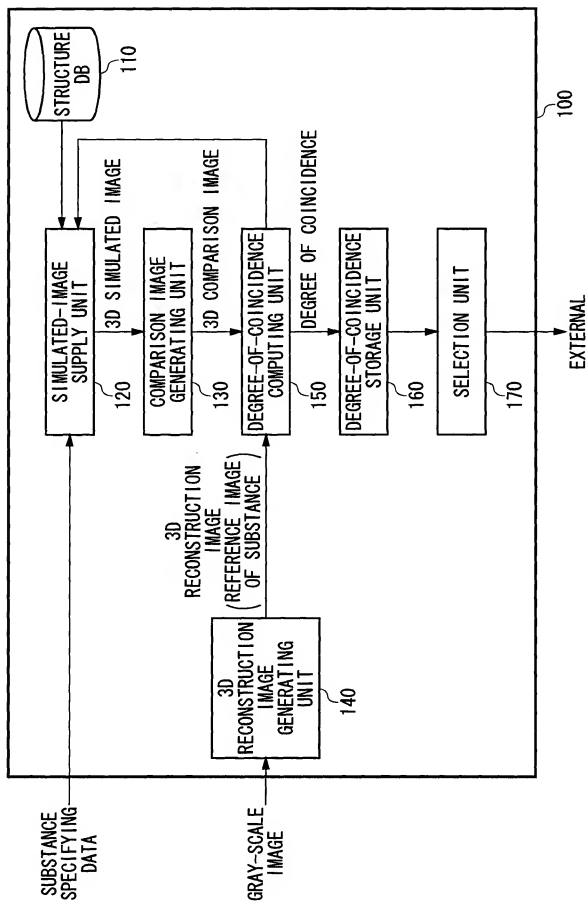 SUBSTANCE
SPECIFYING
DATA
GRAY-SCALE
IMAGE
STRUCTURE
DB
110
SIMULATED-IMAGE
SUPPLY UNIT
120
3D SIMULATED IMAGE
COMPARISON IMAGE
GENERATING UNIT
130
3D COMPARISON IMAGE
3D
RECONSTRUCTION
IMAGE
GENERATING
UNIT
140
3D
RECONSTRUCTION
IMAGE
(REFERENCE IMAGE
OF SUBSTANCE)
DEGREE-OF-COINCIDENCE
COMPUTING UNIT
150
DEGREE OF COINCIDENCE
DEGREE-OF-COINCIDENCE
STORAGE UNIT
160
SELECTION UNIT
170
100
EXTERNAL